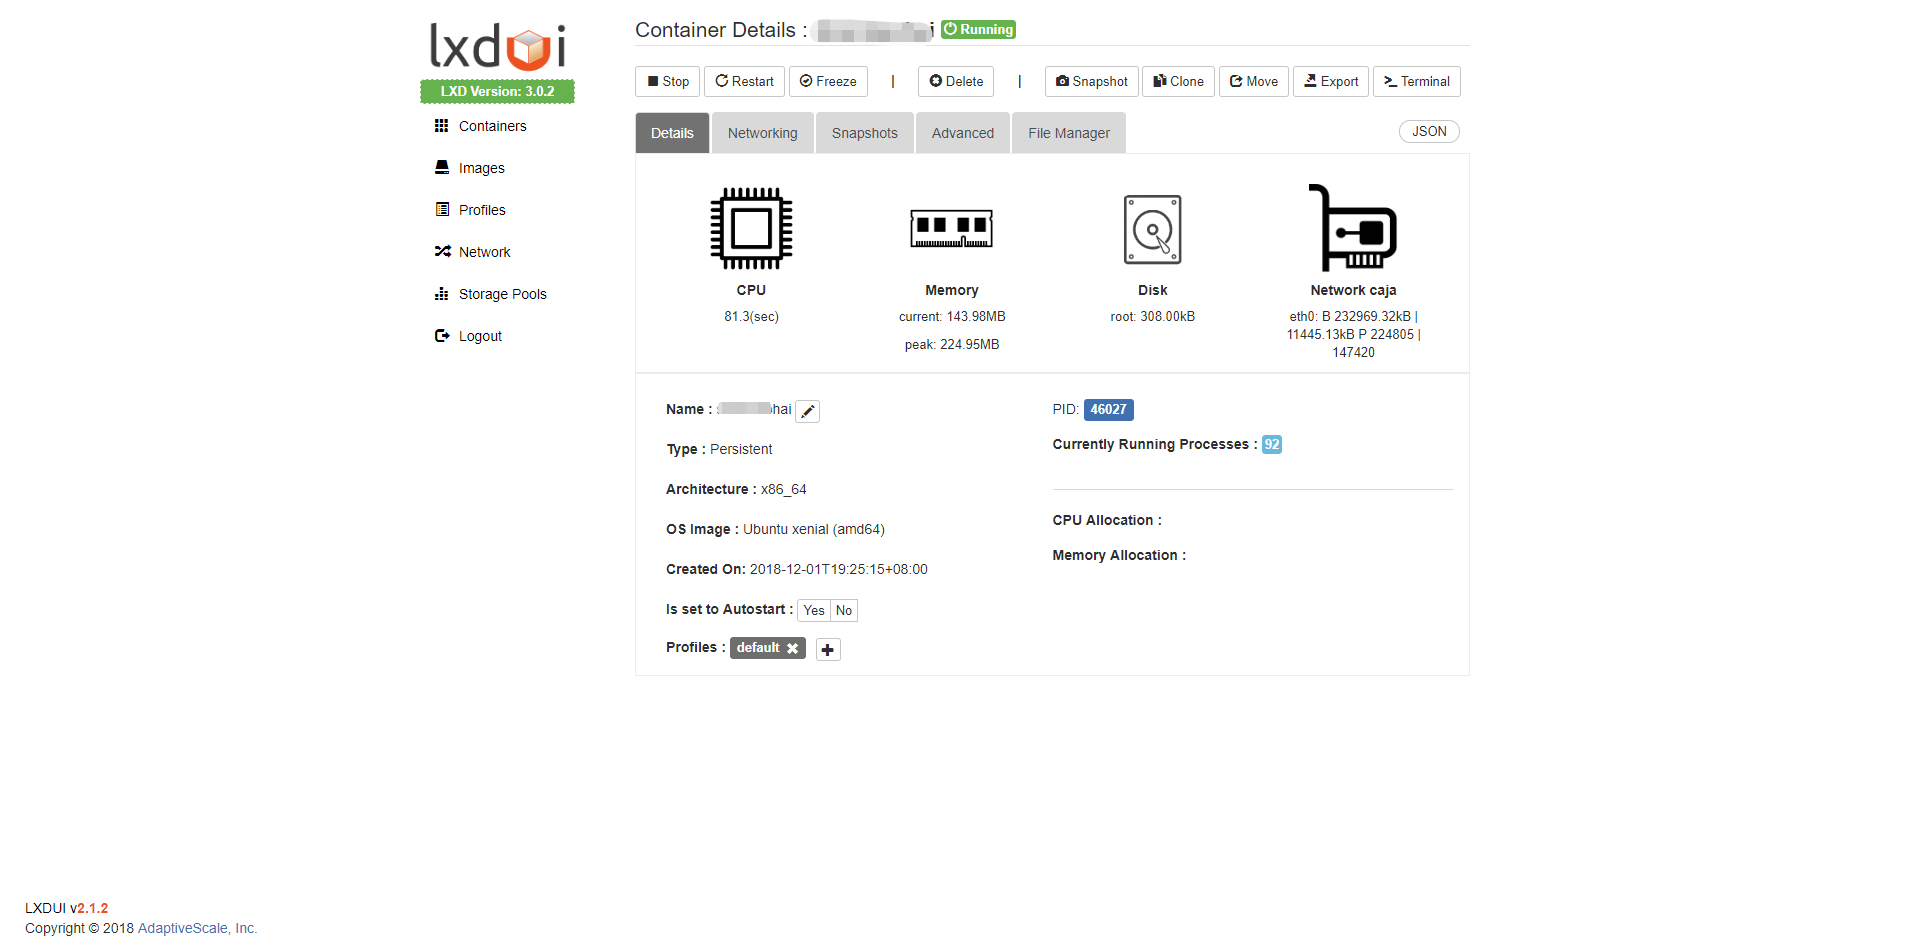 lxdui
LXD Version: 3.0.2
Containers
Images
Profiles
Network
Storage Pools
Logout
Container Details : i Running
Stop Restart Freeze | Delete | Snapshot Clone Move Export Terminal
Details Networking Snapshots Advanced File Manager JSON
CPU
81.3(sec)
Memory
current: 143.98MB
peak: 224.95MB
Disk
root: 308.00kB
Network caja
eth0: B 232969.32kB |
11445.13kB P 224805 |
147420
Name : hai
Type : Persistent
Architecture : x86_64
OS Image : Ubuntu xenial (amd64)
Created On: 2018-12-01T19:25:15+08:00
Is set to Autostart : Yes No
Profiles : default
PID: 46027
Currently Running Processes : 92
CPU Allocation :
Memory Allocation :
LXDUI v2.1.2
Copyright © 2018 AdaptiveScale, Inc.